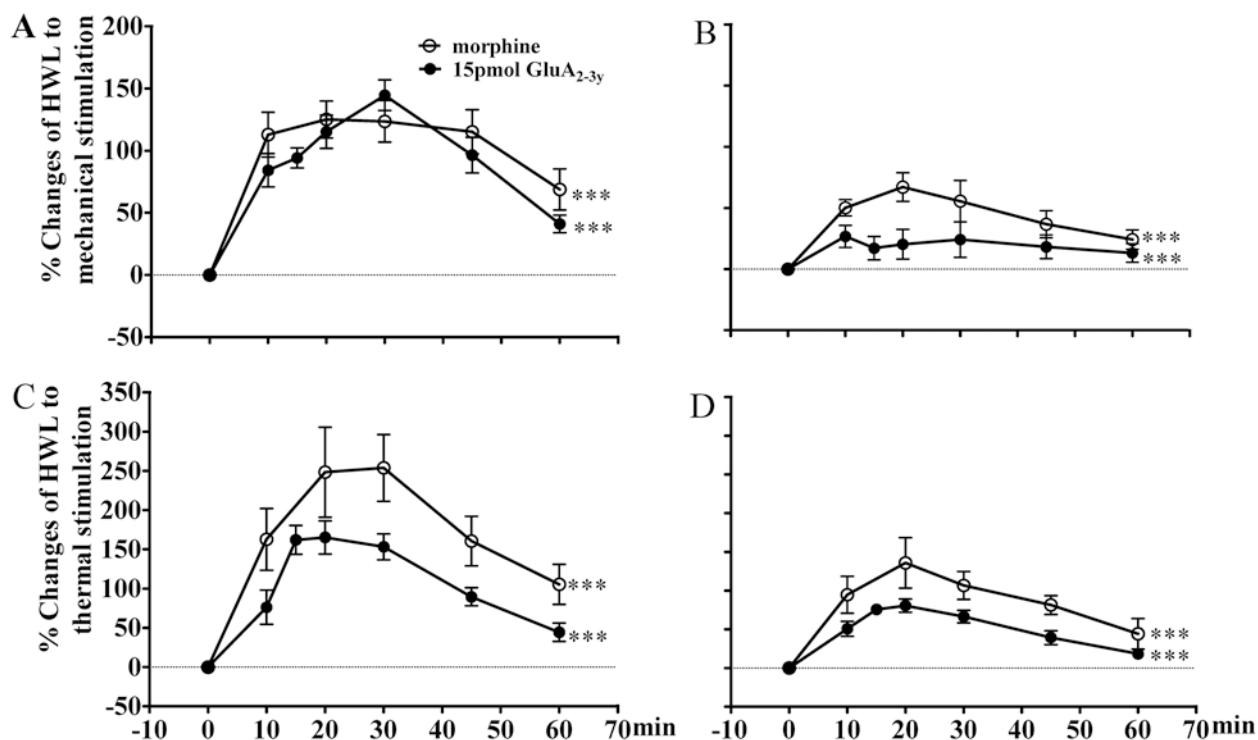 A
B
% Changes of HWL to
mechanical stimulation
200
150
100
50
0
-50
morphine
15pmol GluA2-3y
***
***
***
***
C
D
% Changes of HWL to
thermal stimulation
350
300
250
200
150
100
50
0
-50
***
***
***
***
-10 0 10 20 30 40 50 60 70 min
-10 0 10 20 30 40 50 60 70 min